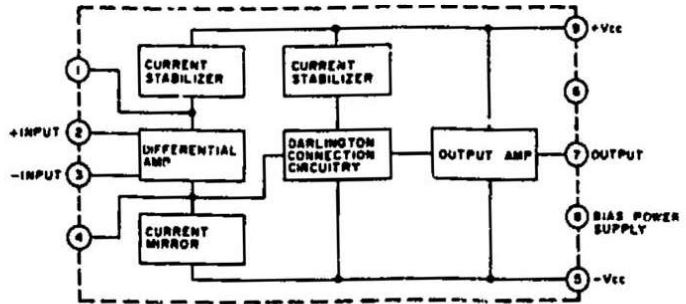 CURRENT
STABILIZER
CURRENT
STABILIZER
9
+Vcc
1
6
+INPUT
2
DIFFERENTIAL
AMP
DARLINGTON
CONNECTION
CIRCUITRY
OUTPUT AMP
7
OUTPUT
-INPUT
3
4
CURRENT
MIRROR
8
BIAS POWER
SUPPLY
5
-Vcc